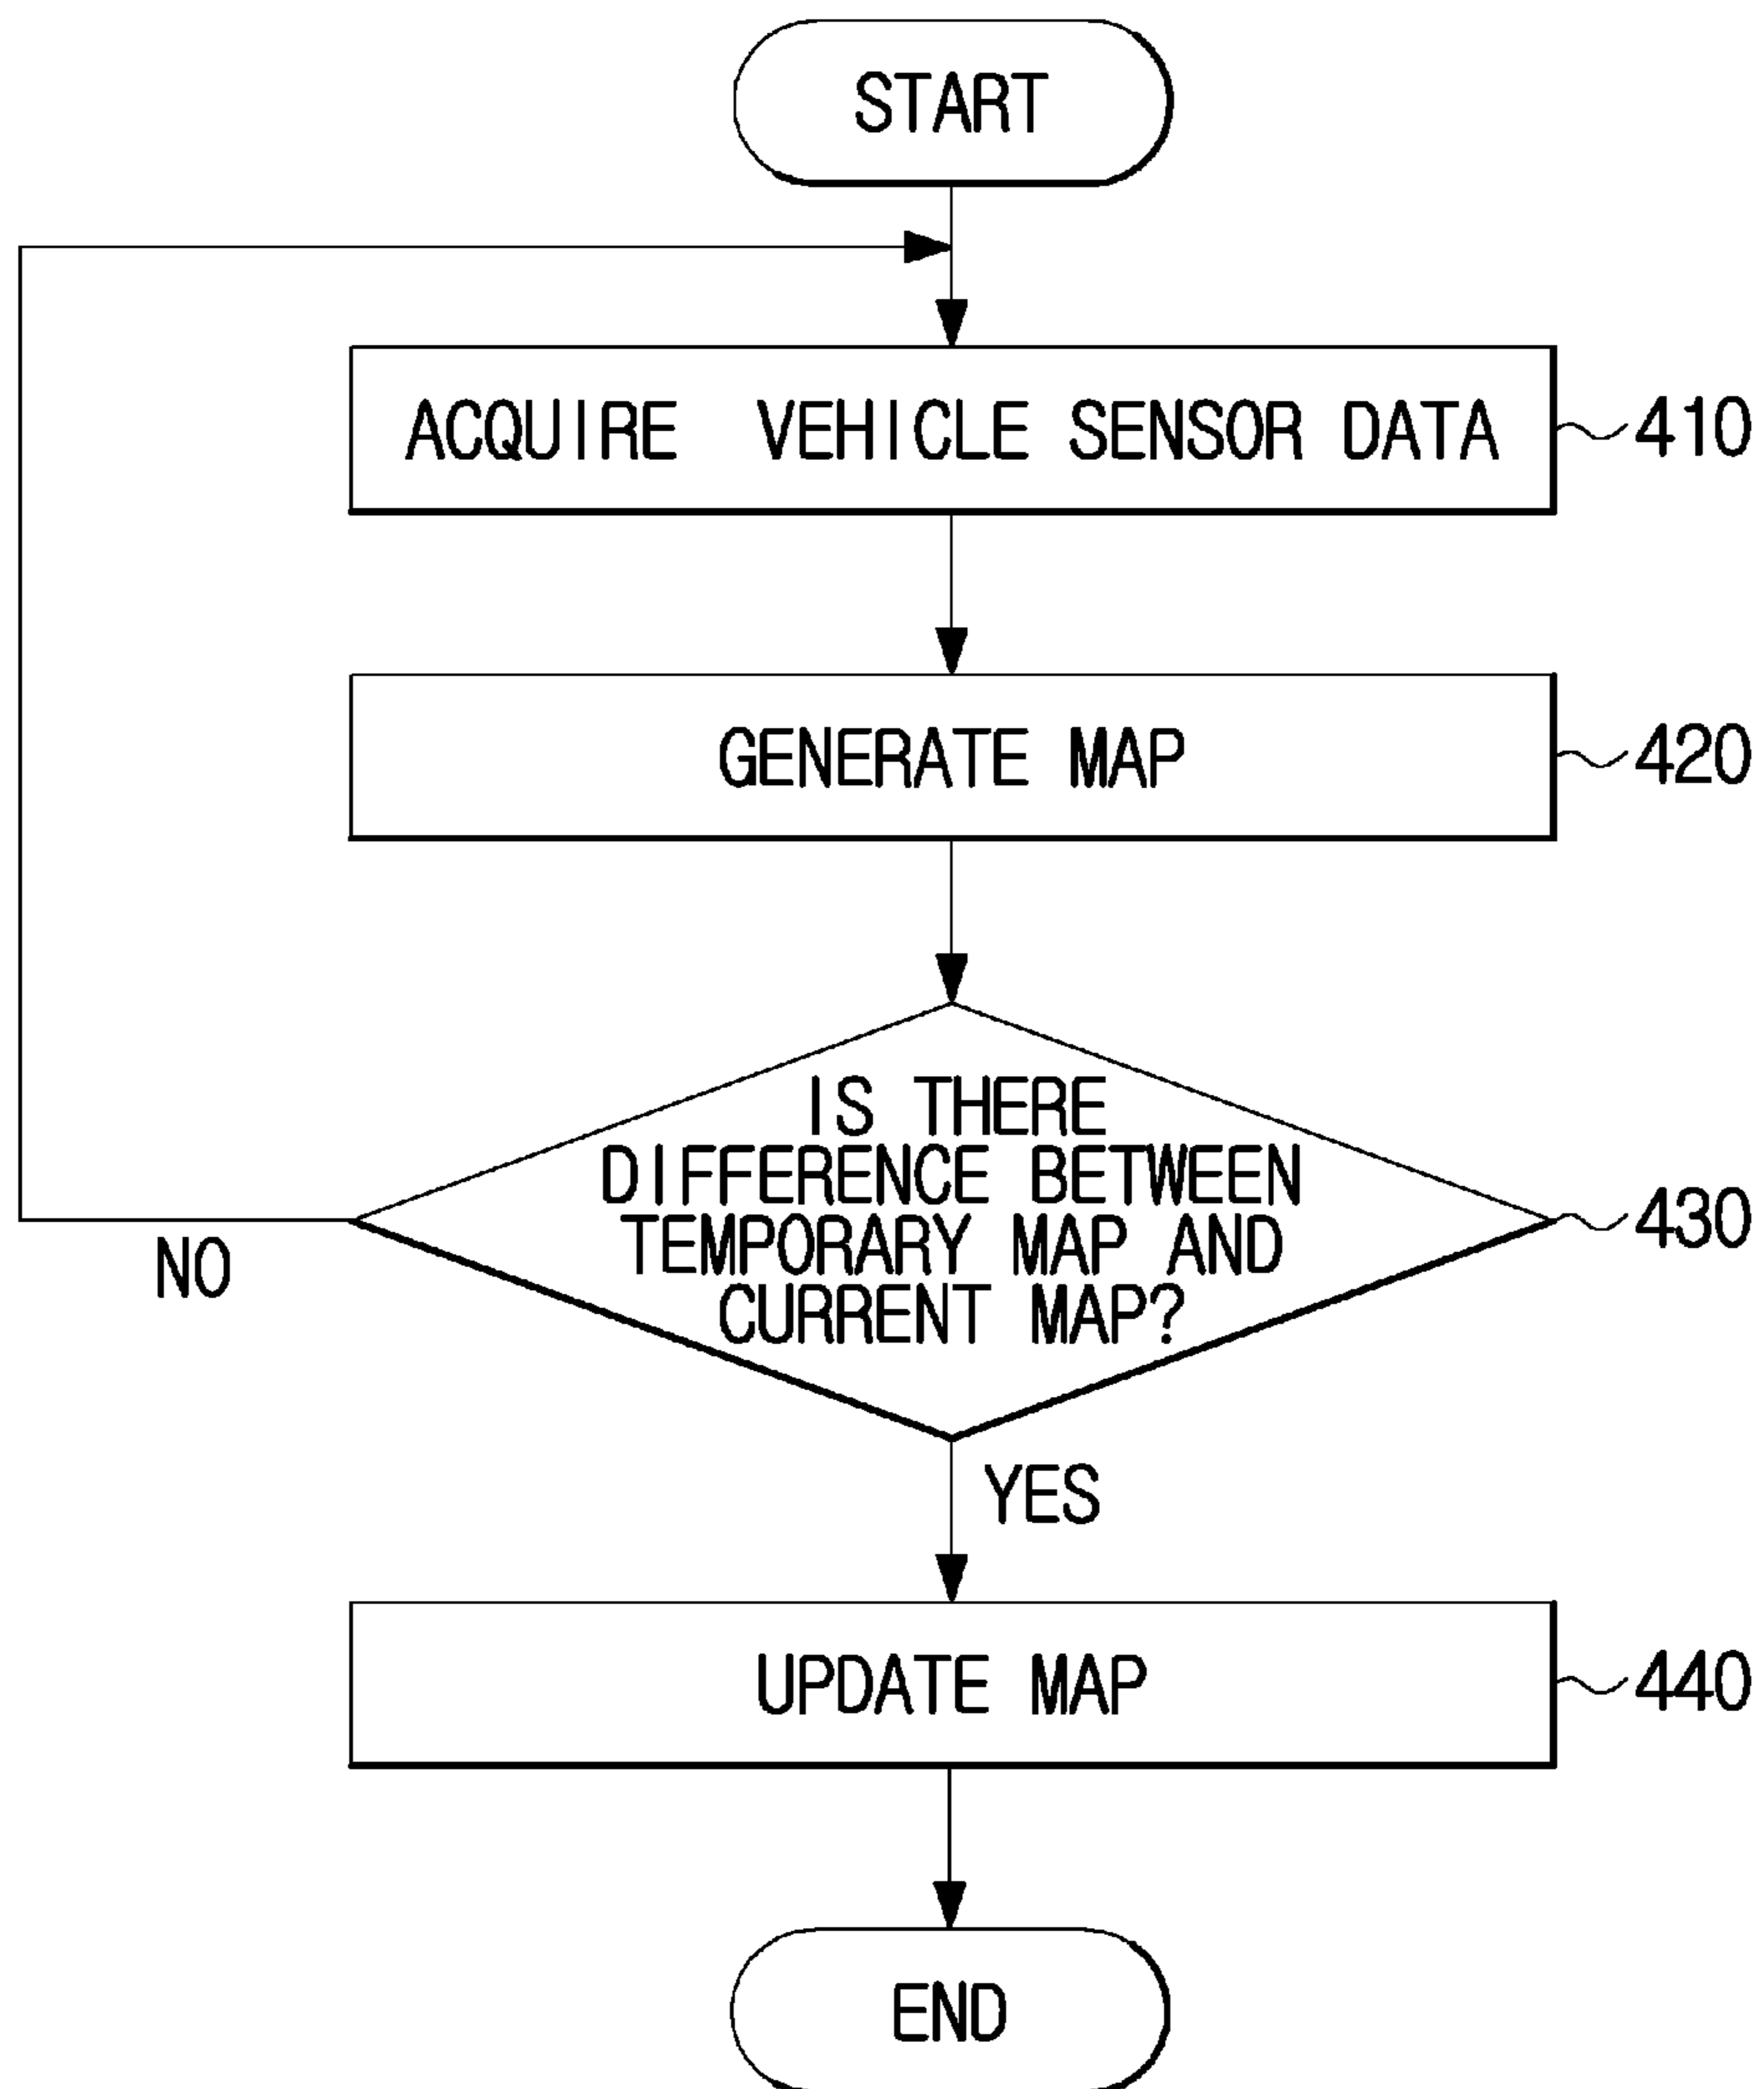 START
ACQUIRE VEHICLE SENSOR DATA
410
GENERATE MAP
420
IS THERE
DIFFERENCE BETWEEN
TEMPORARY MAP AND
CURRENT MAP?
430
NO
YES
UPDATE MAP
440
END